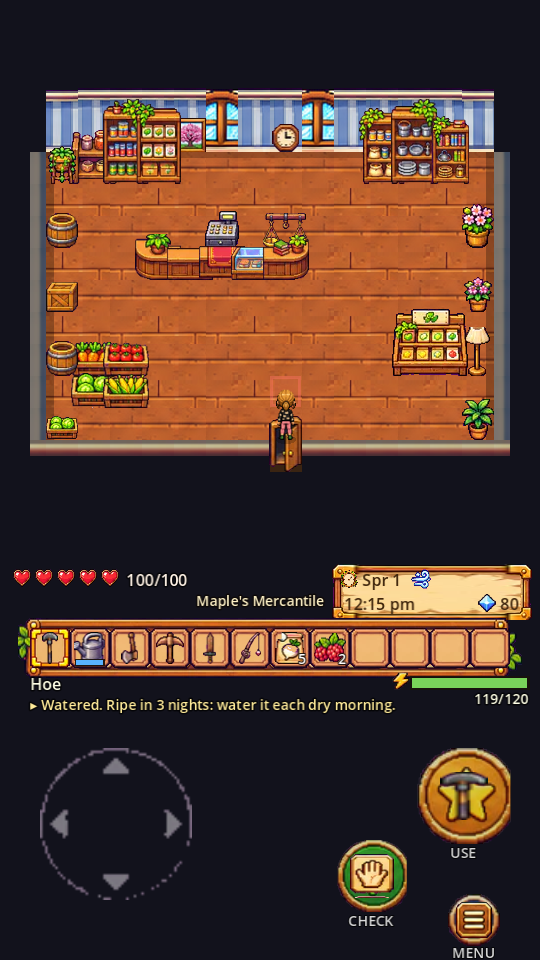 100/100
Spr 1
Maple's Mercantile
12:15 pm
80
5
2
Hoe
119/120
▸ Watered. Ripe in 3 nights: water it each dry morning.
USE
CHECK
MENU